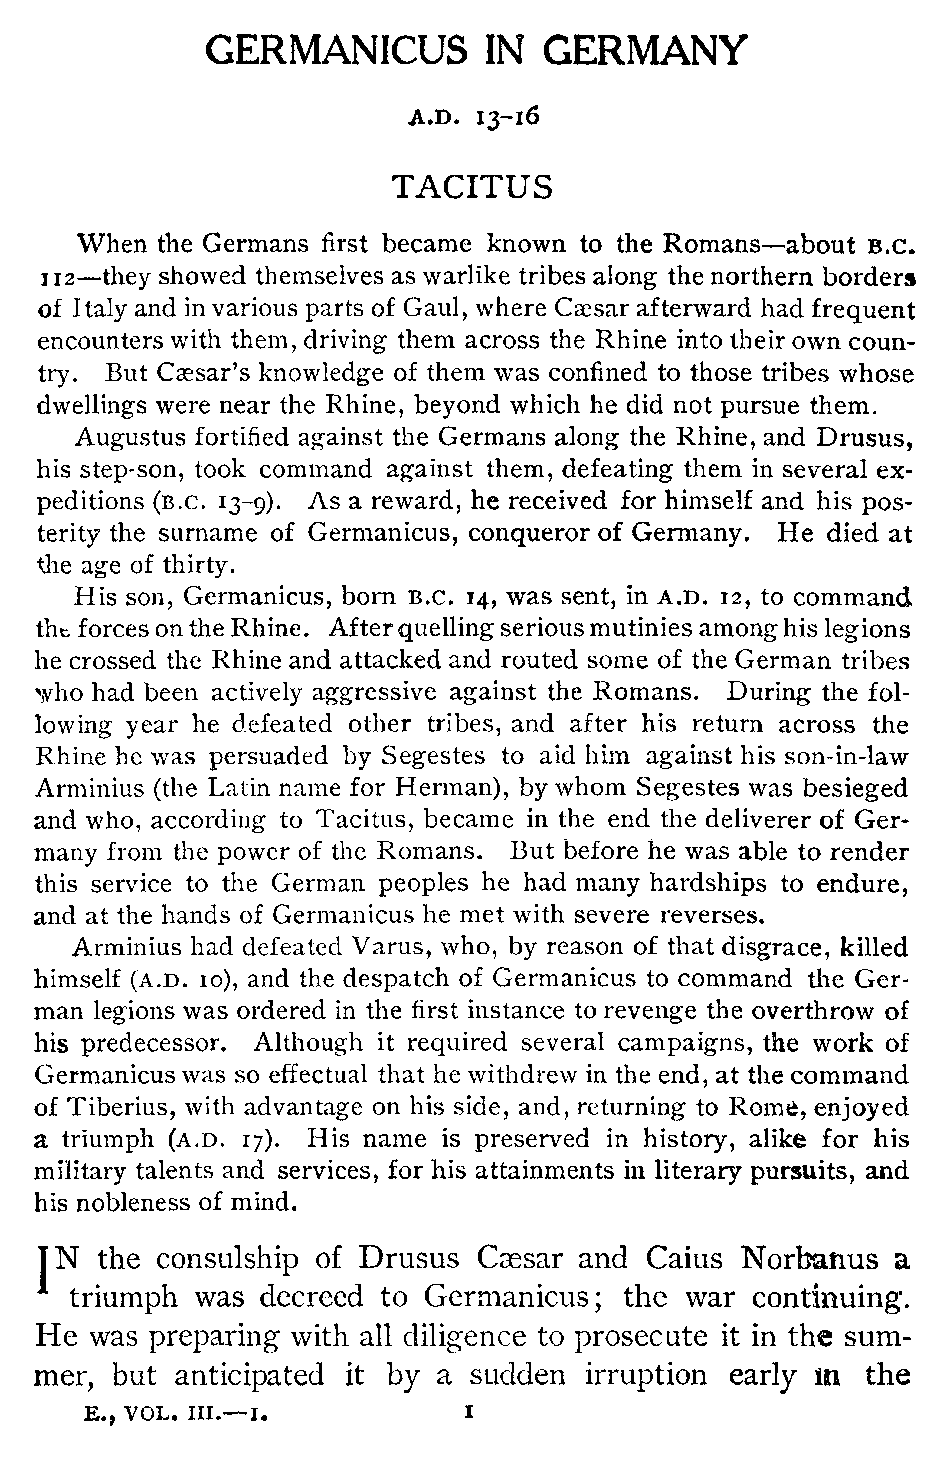 GERMANICUS IN GERMANY
A.D. 13–16
TACITUS
When the Germans first became known to the Romans—about B.C.
112—they showed themselves as warlike tribes along the northern borders
of Italy and in various parts of Gaul, where Cæsar afterward had frequent
encounters with them, driving them across the Rhine into their own coun-
try. But Cæsar's knowledge of them was confined to those tribes whose
dwellings were near the Rhine, beyond which he did not pursue them.
Augustus fortified against the Germans along the Rhine, and Drusus,
his step-son, took command against them, defeating them in several ex-
peditions (B.C. 13–9). As a reward, he received for himself and his pos-
terity the surname of Germanicus, conqueror of Germany. He died at
the age of thirty.
His son, Germanicus, born B.C. 14, was sent, in A.D. 12, to command
the forces on the Rhine. After quelling serious mutinies among his legions
he crossed the Rhine and attacked and routed some of the German tribes
who had been actively aggressive against the Romans. During the fol-
lowing year he defeated other tribes, and after his return across the
Rhine he was persuaded by Segestes to aid him against his son-in-law
Arminius (the Latin name for Herman), by whom Segestes was besieged
and who, according to Tacitus, became in the end the deliverer of Ger-
many from the power of the Romans. But before he was able to render
this service to the German peoples he had many hardships to endure,
and at the hands of Germanicus he met with severe reverses.
Arminius had defeated Varus, who, by reason of that disgrace, killed
himself (A.D. 10), and the despatch of Germanicus to command the Ger-
man legions was ordered in the first instance to revenge the overthrow of
his predecessor. Although it required several campaigns, the work of
Germanicus was so effectual that he withdrew in the end, at the command
of Tiberius, with advantage on his side, and, returning to Rome, enjoyed
a triumph (A.D. 17). His name is preserved in history, alike for his
military talents and services, for his attainments in literary pursuits, and
his nobleness of mind.
IN the consulship of Drusus Cæsar and Caius Norbanus a
triumph was decreed to Germanicus; the war continuing.
He was preparing with all diligence to prosecute it in the sum-
mer, but anticipated it by a sudden irruption early in the
E., VOL. III.—1. 1